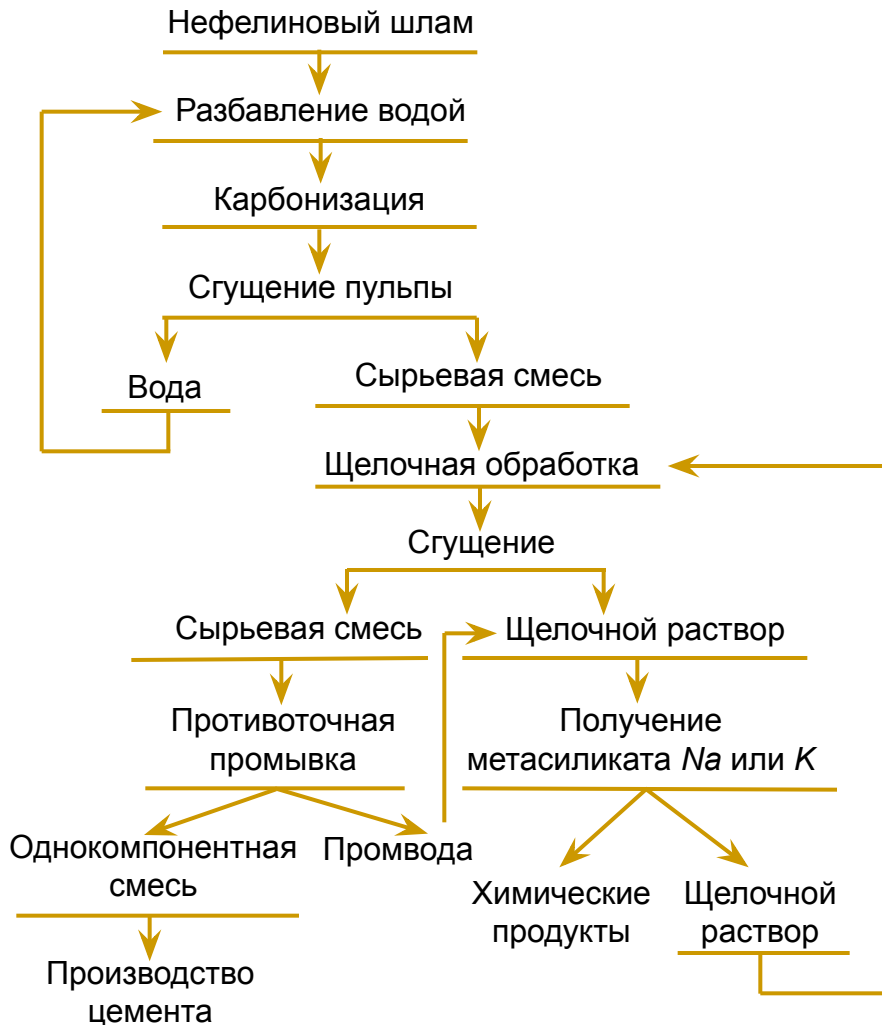 Нефелиновый шлам
Разбавление водой
Карбонизация
Сгущение пульпы
Вода
Сырьевая смесь
Щелочная обработка
Сгущение
Сырьевая смесь
Щелочной раствор
Противоточная
промывка
Получение
метасиликата Na или K
Однокомпонентная
смесь
Промвода
Химические
продукты
Щелочной
раствор
Производство
цемента